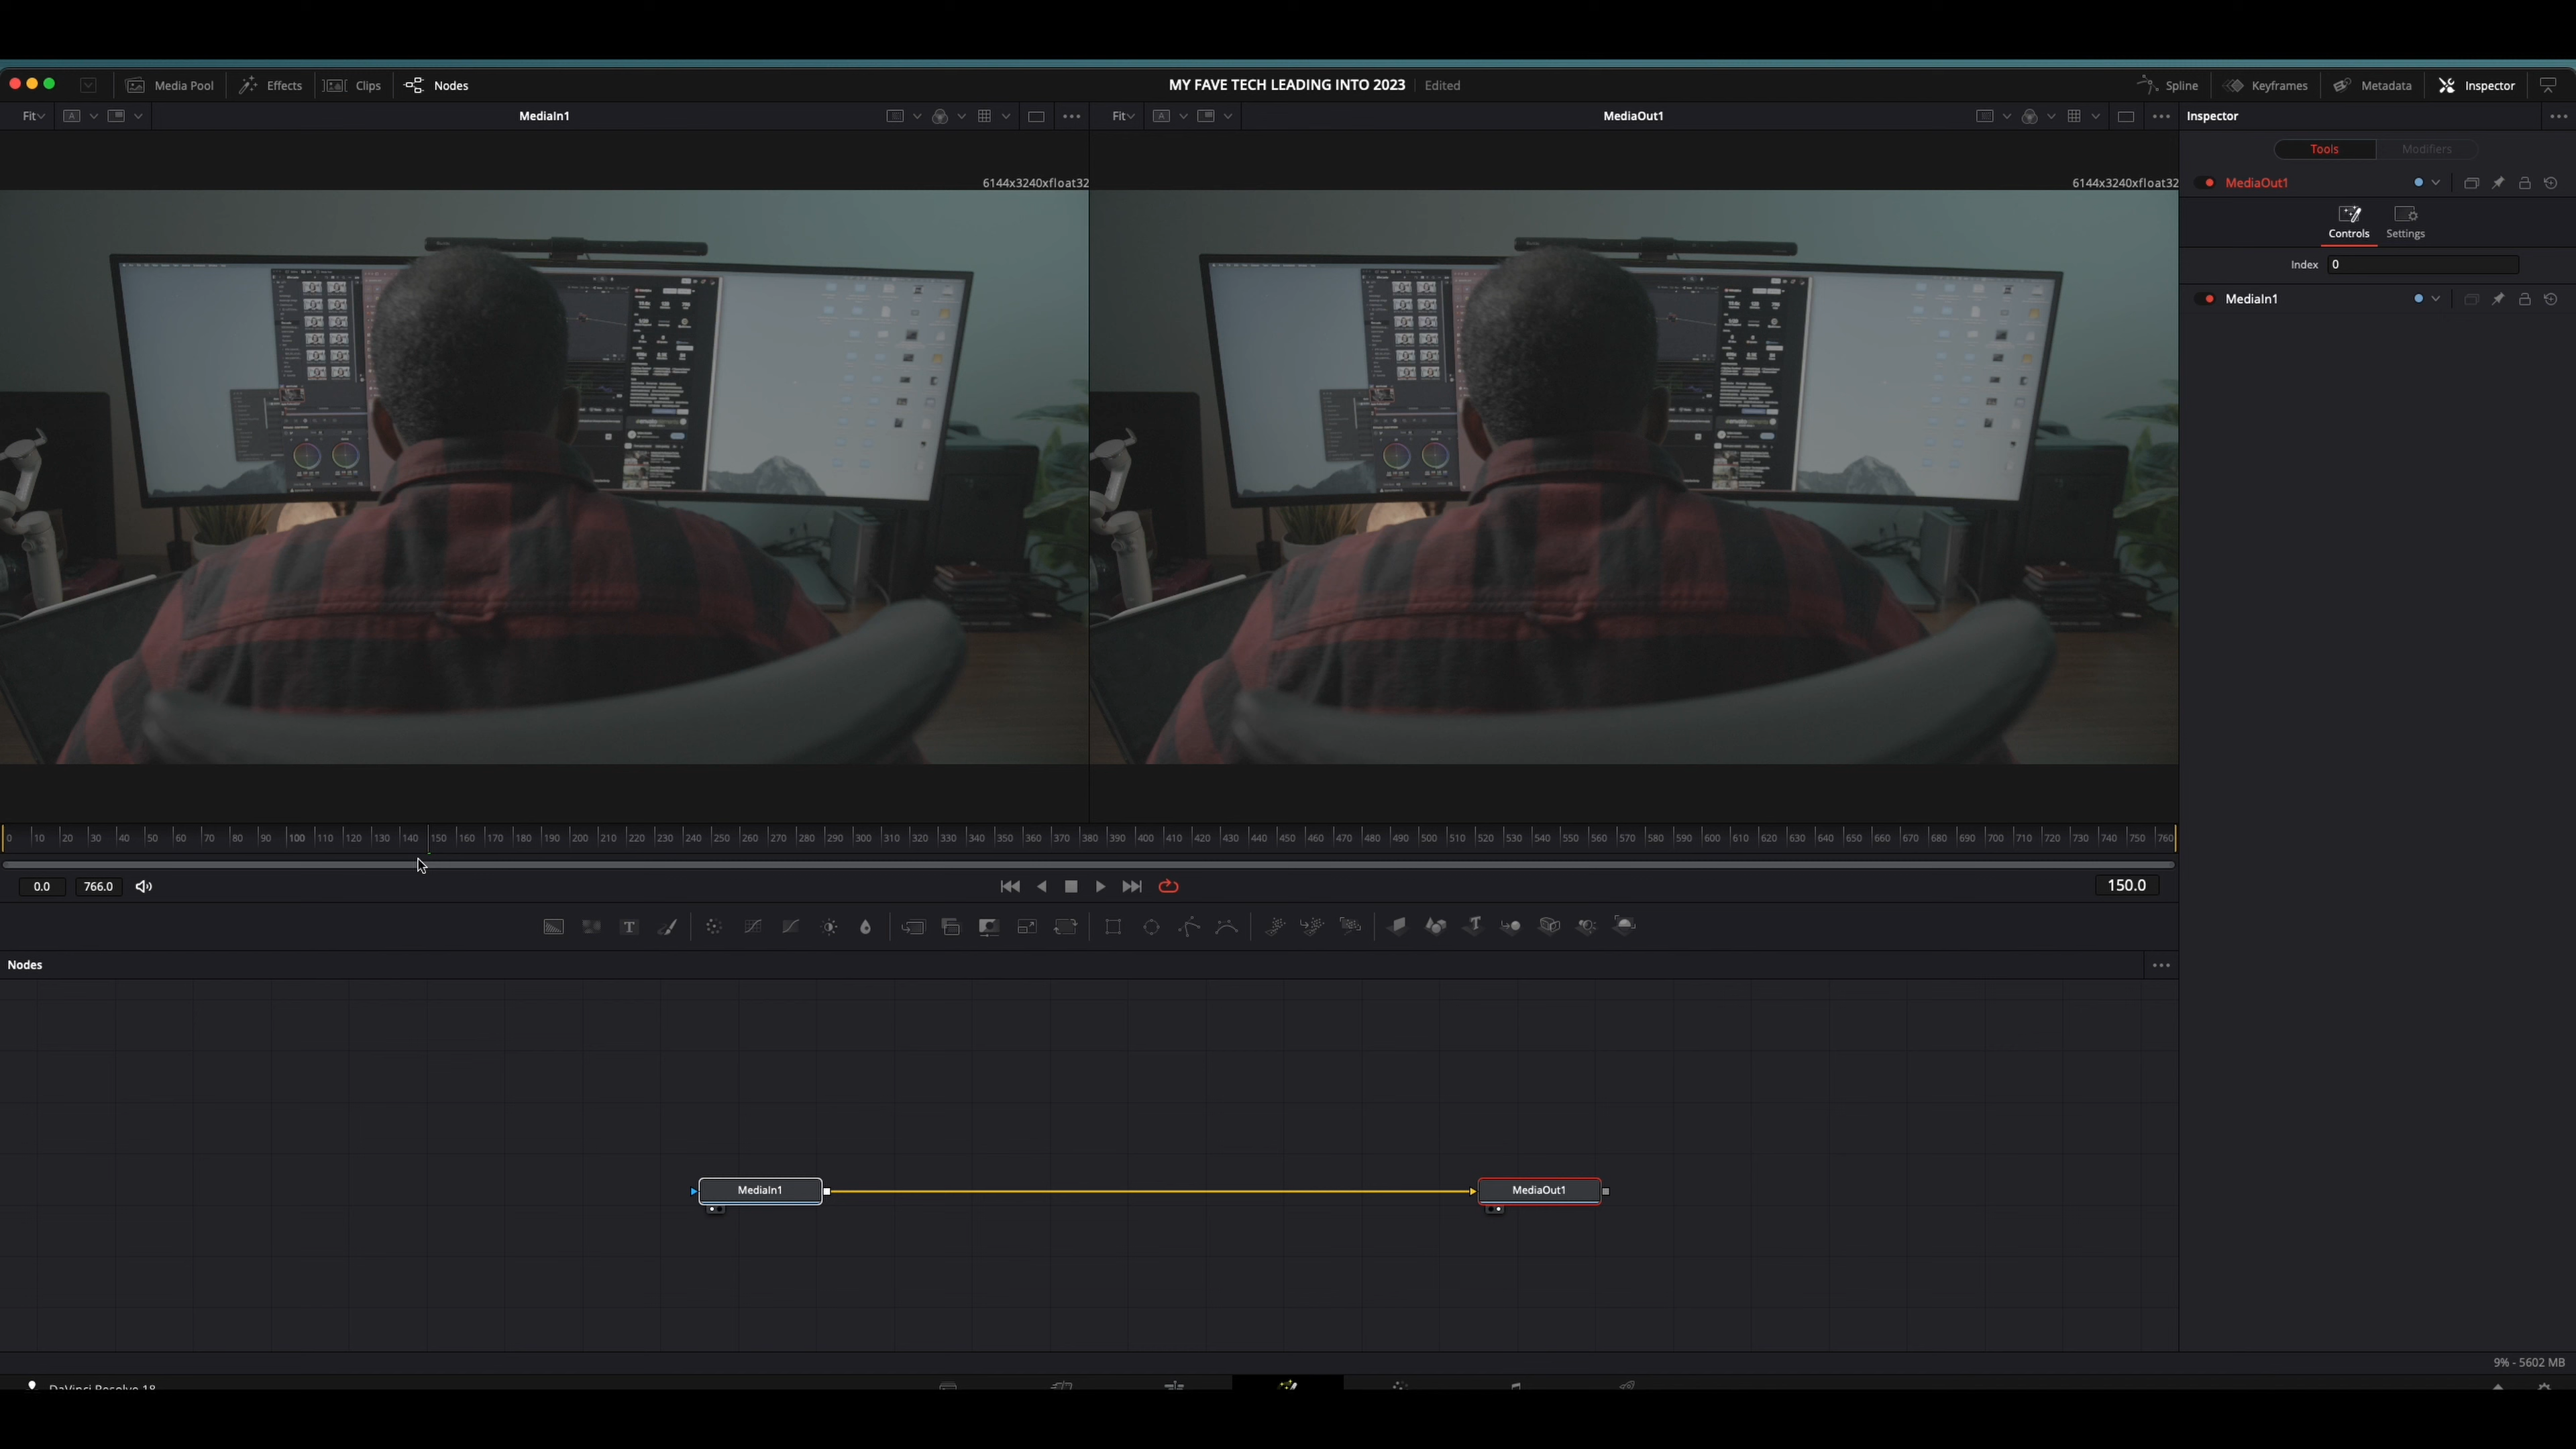 Media Pool Effects Clips Nodes MY FAVE TECH LEADING INTO 2023 Edited Spline Keyframes Metadata Inspector
Fit MediaIn1 Fit MediaOut1 Inspector
Tools Modifiers
6144x3240xfloat32 6144x3240xfloat32 MediaOut1
Controls Settings
Index 0
MediaIn1
0 10 20 30 40 50 60 70 80 90 100 110 120 130 140 150 160 170 180 190 200 210 220 230 240 250 260 270 280 290 300 310 320 330 340 350 360 370 380 390 400 410 420 430 440 450 460 470 480 490 500 510 520 530 540 550 560 570 580 590 600 610 620 630 640 650 660 670 680 690 700 710 720 730 740 750 760
0.0 766.0 150.0
Nodes
MediaIn1 MediaOut1
9% - 5602 MB
DaVinci Resolve 18